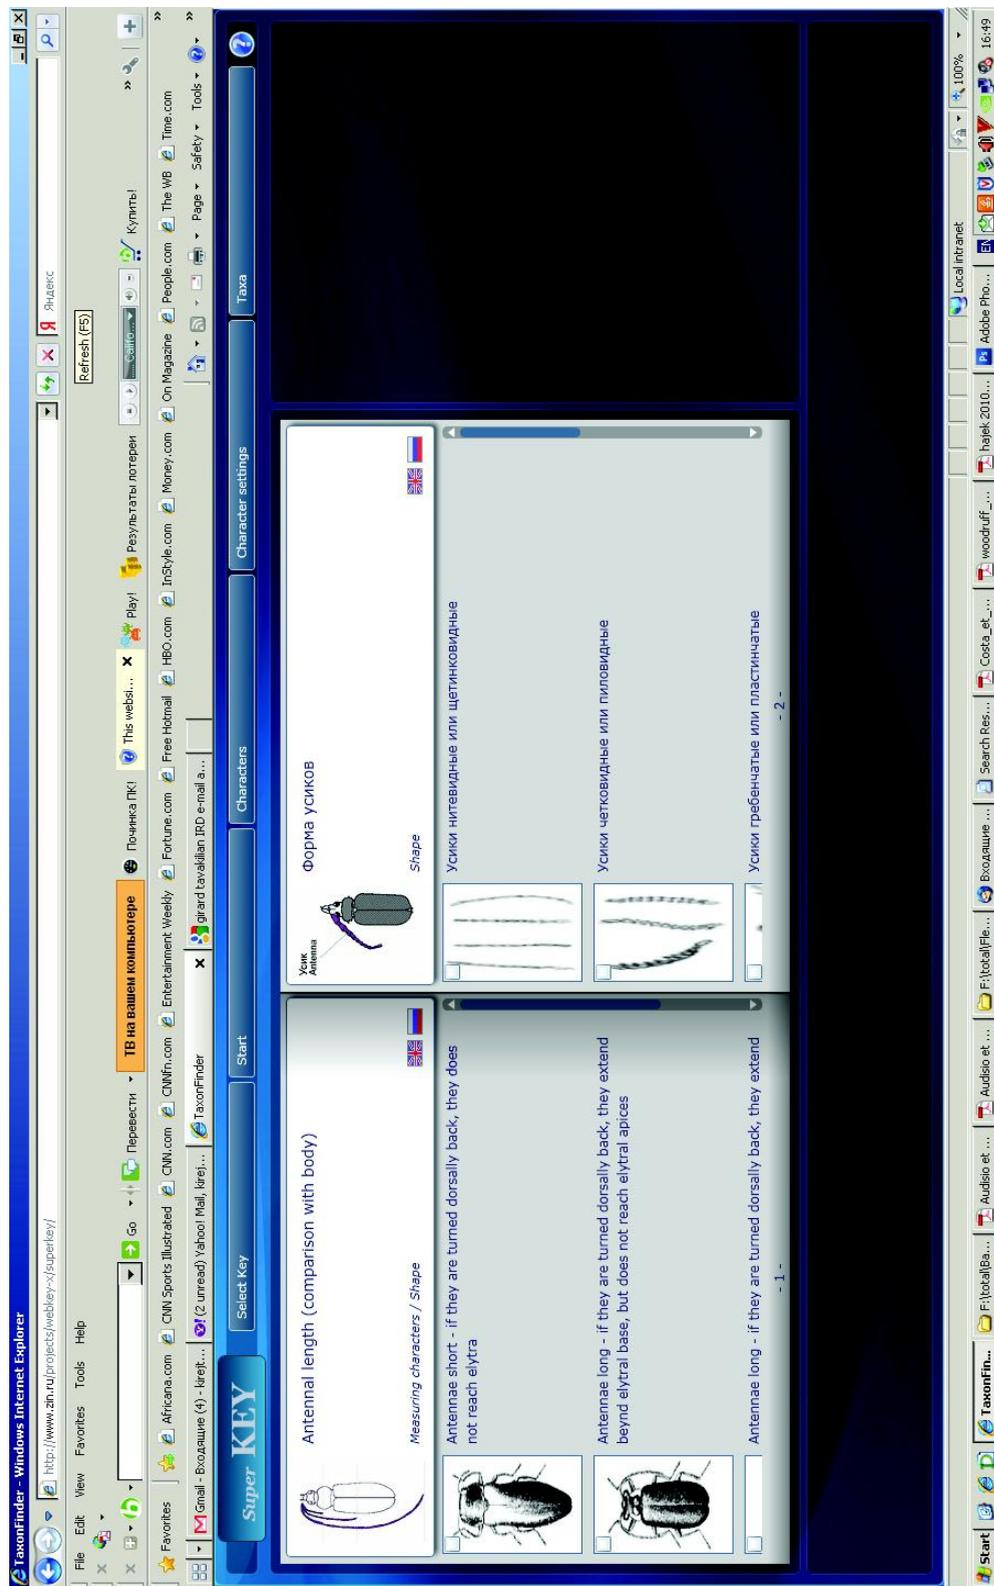 TaxonFinder - Windows Internet Explorer
http://www.zin.ru/projects/webkey-x/superkey/
Яндекс
File Edit View Favorites Tools Help
Refresh (F5)
Go
Перевести
ТВ на вашем компьютере
Починка ПК!
This websi...
Play!
Результаты лотереи
Califo...
Купить!
Favorites
Africana.com
CNN Sports Illustrated
CNN.com
CNNfn.com
Entertainment Weekly
Fortune.com
Free Hotmail
HBO.com
InStyle.com
Money.com
On Magazine
People.com
The WB
Time.com
Gmail - Входящие (4) - kirejt...
(2 unread) Yahoo! Mail, kirej...
TaxonFinder
girard tavakilian IRD e-mail a...
Page
Safety
Tools
Super KEY
Select Key
Start
Characters
Character settings
Taxa
Antennal length (comparison with body)
Measuring characters / Shape
Antennae short - if they are turned dorsally back, they does
not reach elytra
Antennae long - if they are turned dorsally back, they extend
beynd elytral base, but does not reach elytral apices
Antennae long - if they are turned dorsally back, they extend
- 1 -
Усик
Antenna
Форма усиков
Shape
Усики нитевидные или щетинковидные
Усики четковидные или пиловидные
Усики гребенчатые или пластинчатые
- 2 -
Local intranet
100%
Start
TaxonFin...
F:\total\Ba...
Audisio et ...
Audisio et ...
F:\total\Fle...
Входящие ...
Search Res...
Costa_et_...
woodruff_...
hajek 2010...
Adobe Pho...
EN
16:49